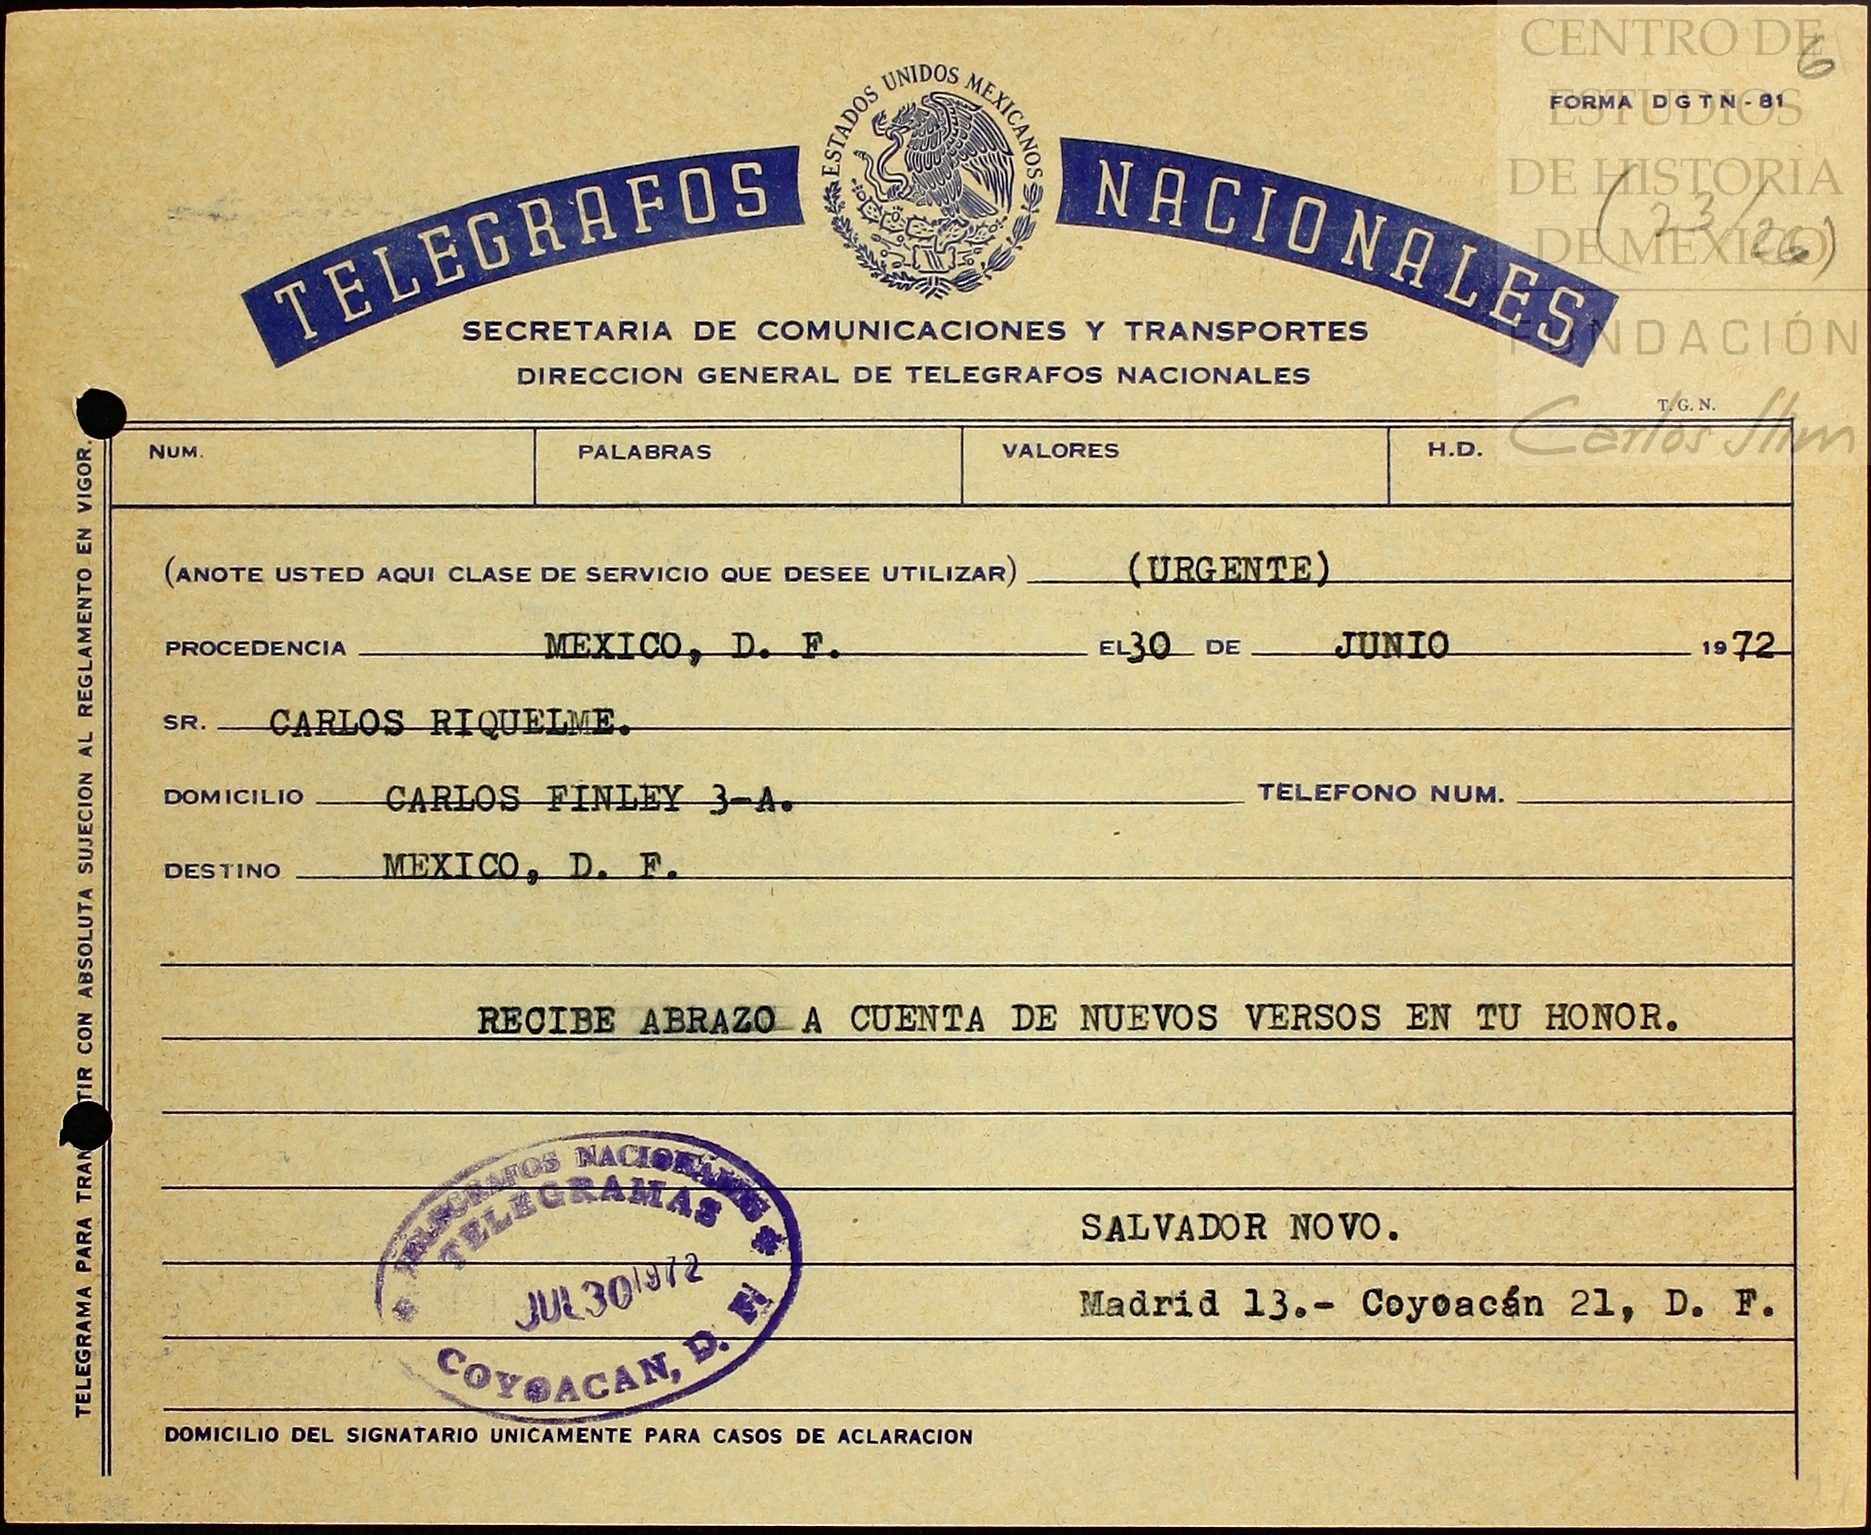 CENTRO DE
ESTUDIOS
DE HISTORIA
DE MEXICO
FUNDACIÓN
Carlos Slim
6
FORMA DGTN-81
(23/26)
ESTADOS UNIDOS MEXICANOS
TELEGRAFOS NACIONALES
SECRETARIA DE COMUNICACIONES Y TRANSPORTES
DIRECCION GENERAL DE TELEGRAFOS NACIONALES
T. G. N.
NUM. PALABRAS VALORES H.D.
(ANOTE USTED AQUI CLASE DE SERVICIO QUE DESEE UTILIZAR) (URGENTE)
PROCEDENCIA MEXICO, D. F. EL 30 DE JUNIO 1972
SR. CARLOS RIQUELME.
DOMICILIO CARLOS FINLEY 3-A. TELEFONO NUM.
DESTINO MEXICO, D. F.
RECIBE ABRAZO A CUENTA DE NUEVOS VERSOS EN TU HONOR.
TELEGRAFOS NACIONALES
TELEGRAMAS
JUL 30 1972
COYOACAN, D. F.
SALVADOR NOVO.
Madrid 13.- Coyoacán 21, D. F.
DOMICILIO DEL SIGNATARIO UNICAMENTE PARA CASOS DE ACLARACION
TELEGRAMA PARA TRAN TIR CON ABSOLUTA SUJECION AL REGLAMENTO EN VIGOR.